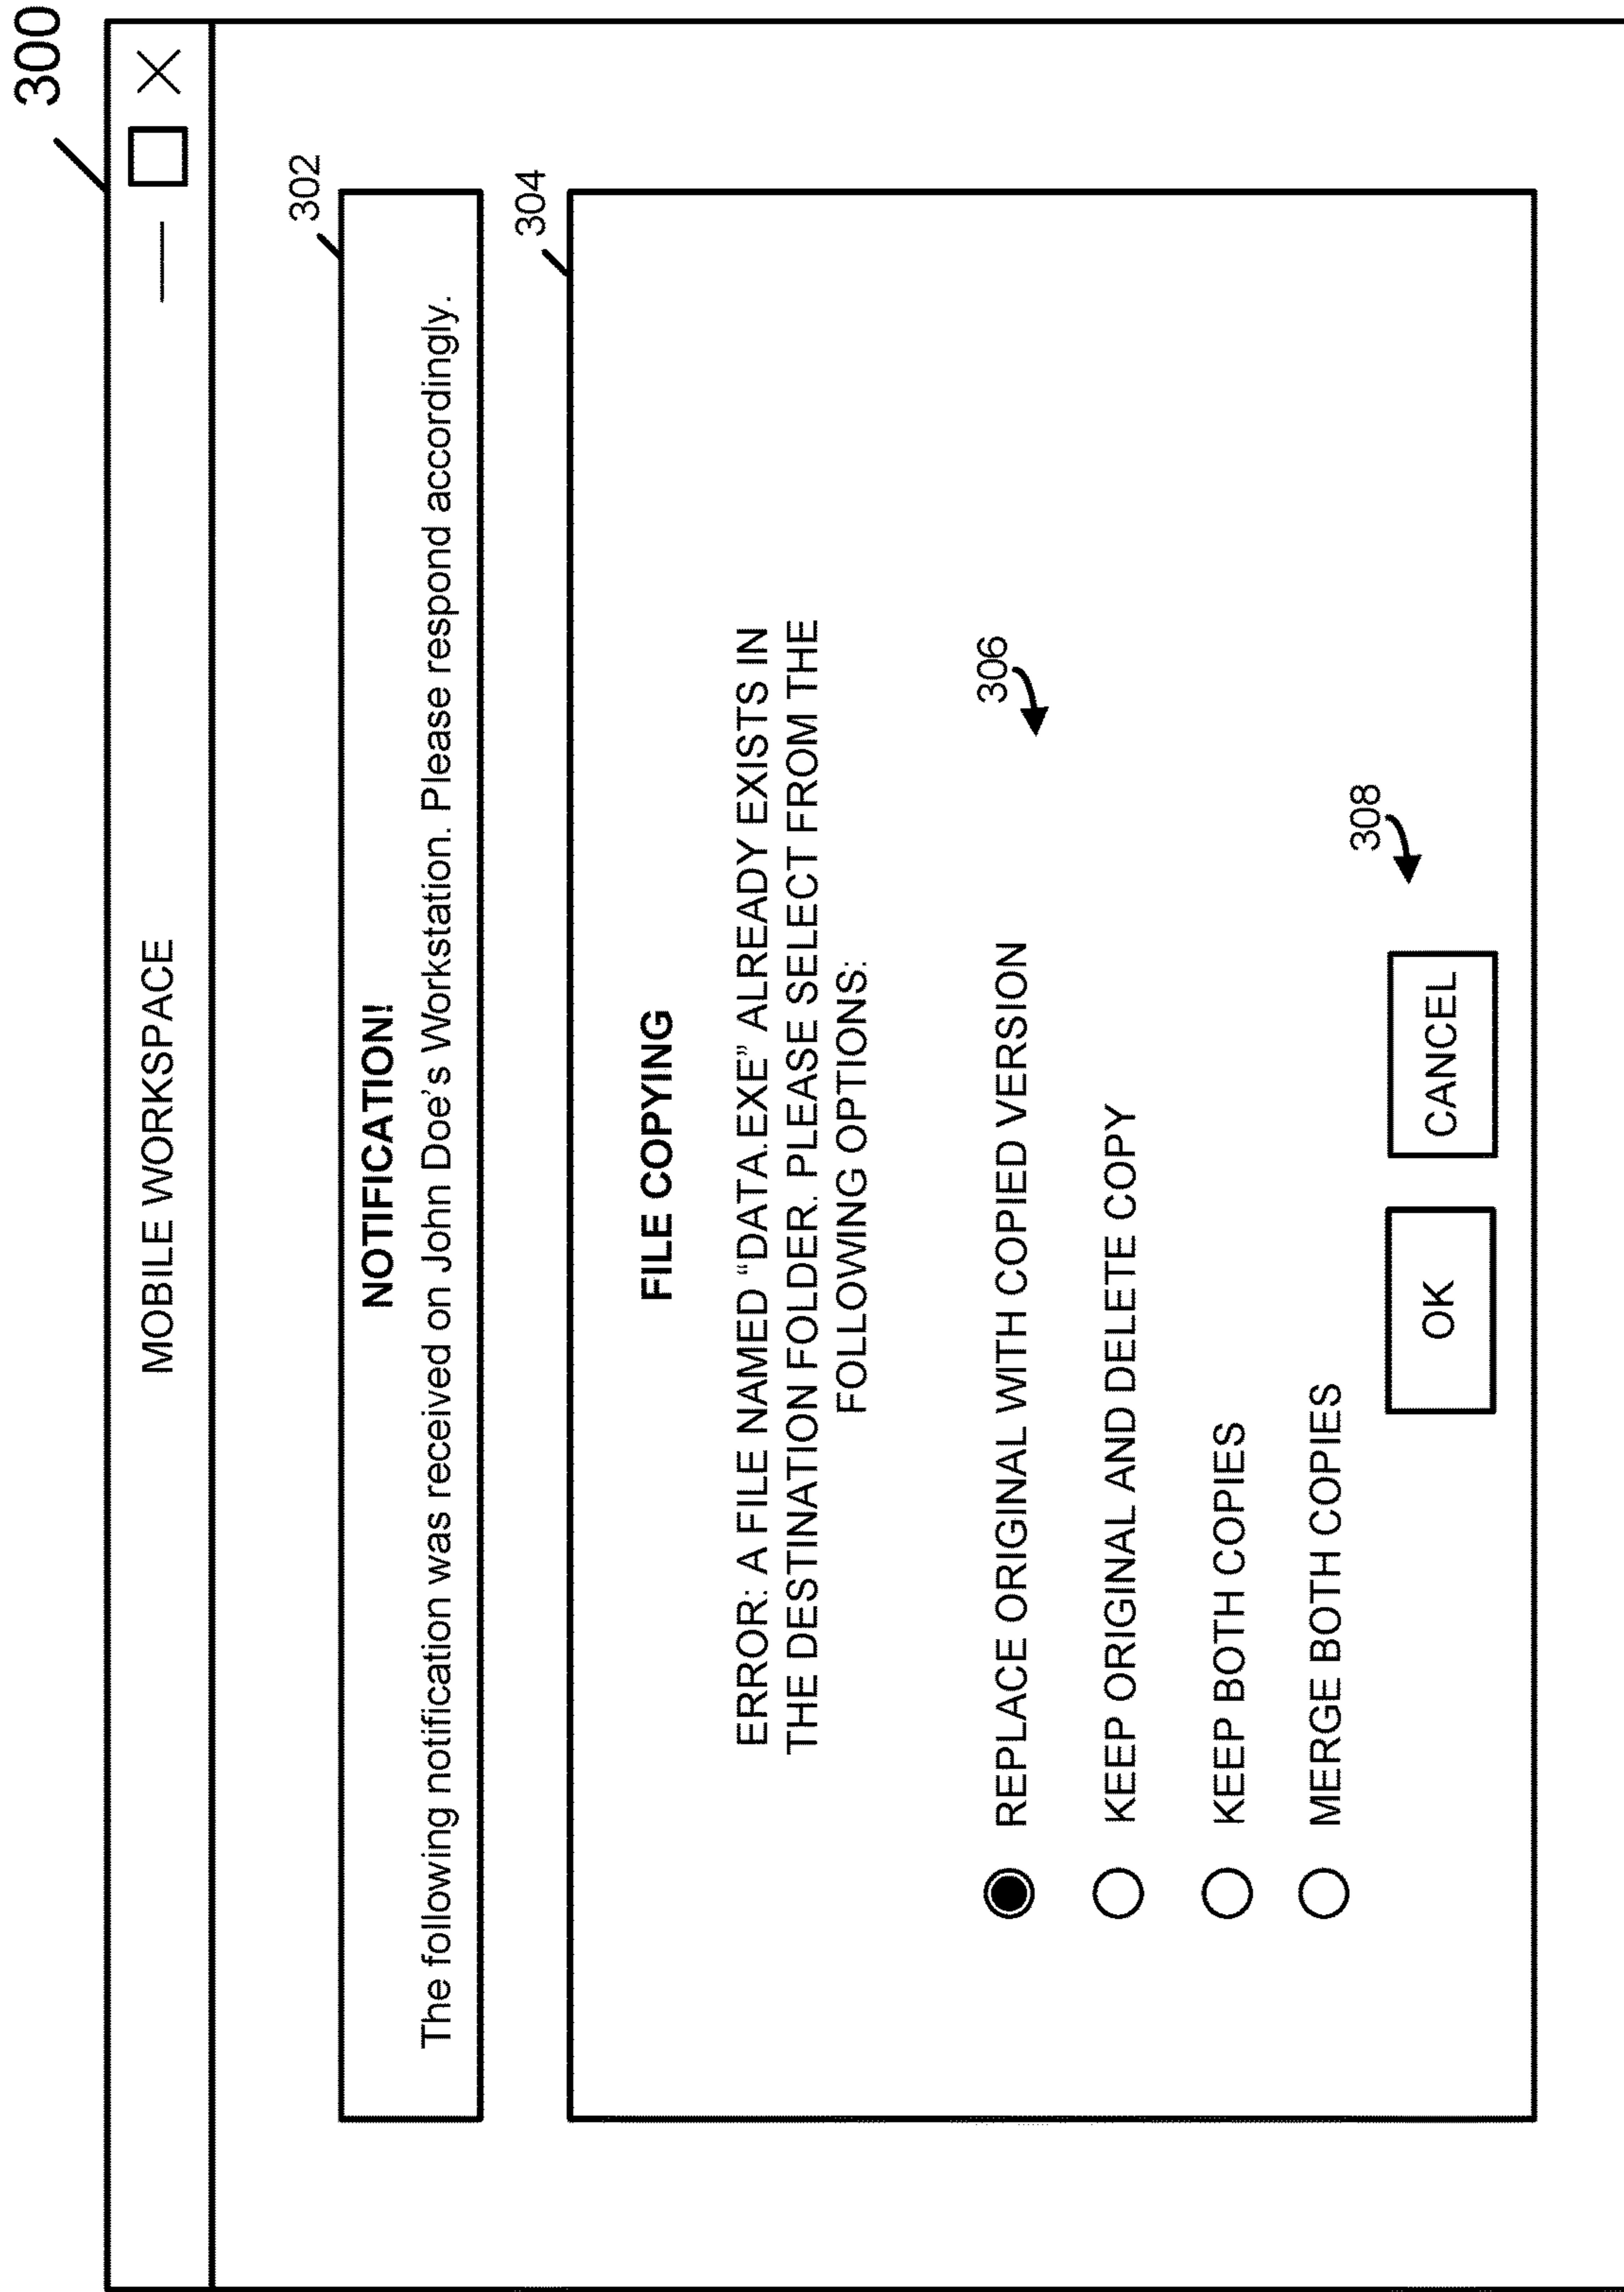 300
MOBILE WORKSPACE
302
NOTIFICATION!
The following notification was received on John Doe's Workstation. Please respond accordingly.
304
FILE COPYING
ERROR: A FILE NAMED “DATA.EXE” ALREADY EXISTS IN
THE DESTINATION FOLDER. PLEASE SELECT FROM THE
FOLLOWING OPTIONS:
306
REPLACE ORIGINAL WITH COPIED VERSION
KEEP ORIGINAL AND DELETE COPY
KEEP BOTH COPIES
MERGE BOTH COPIES
308
OK
CANCEL